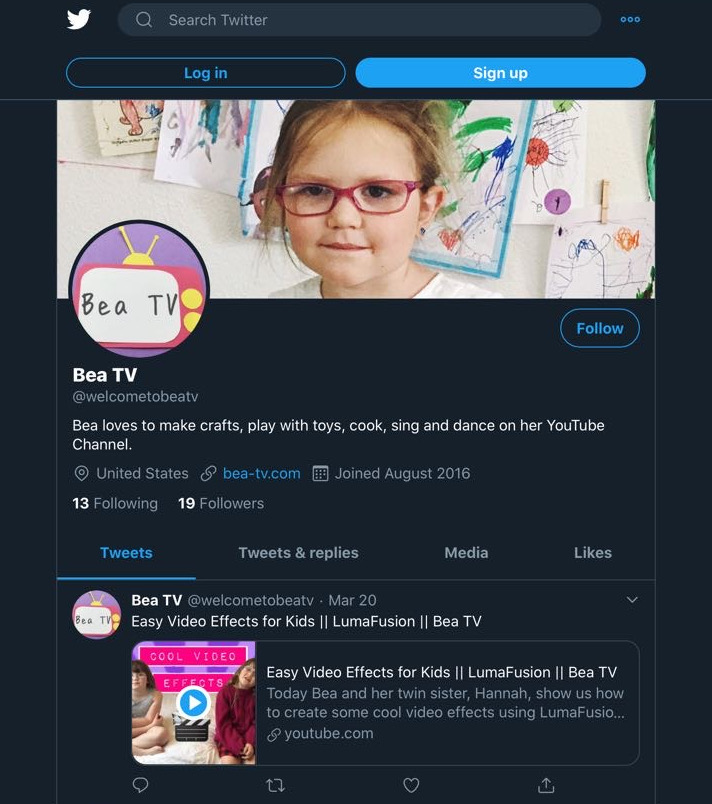 Search Twitter
Log in
Sign up
Bea TV
Follow
Bea TV
@welcometobeatv
Bea loves to make crafts, play with toys, cook, sing and dance on her YouTube
Channel.
United States bea-tv.com Joined August 2016
13 Following 19 Followers
Tweets Tweets & replies Media Likes
Bea TV @welcometobeatv · Mar 20
Bea TV
Easy Video Effects for Kids || LumaFusion || Bea TV
COOL VIDEO
EFFECTS
Easy Video Effects for Kids || LumaFusion || Bea TV
Today Bea and her twin sister, Hannah, show us how
to create some cool video effects using LumaFusio...
youtube.com